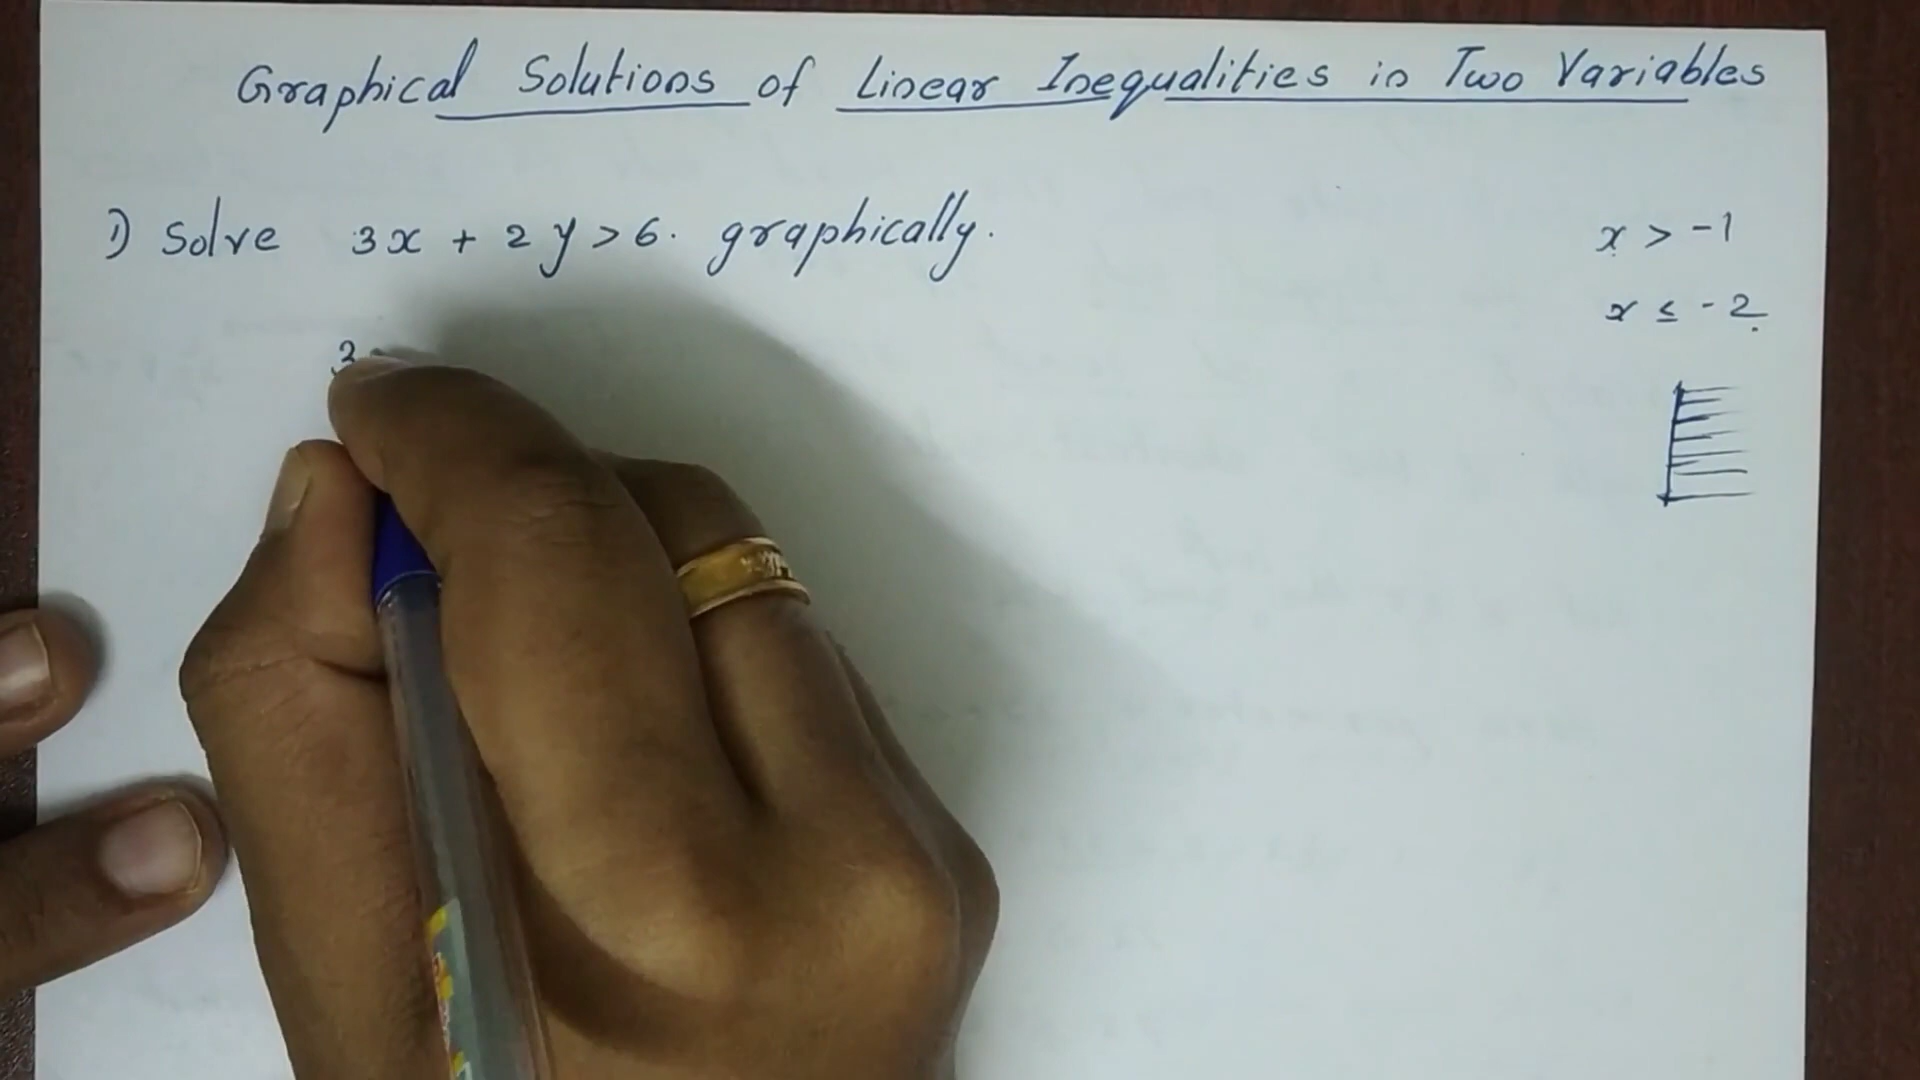 Graphical Solutions of Linear Inequalities in Two Variables
1) Solve 3x + 2y > 6. graphically.
x > -1
x ≤ -2
3